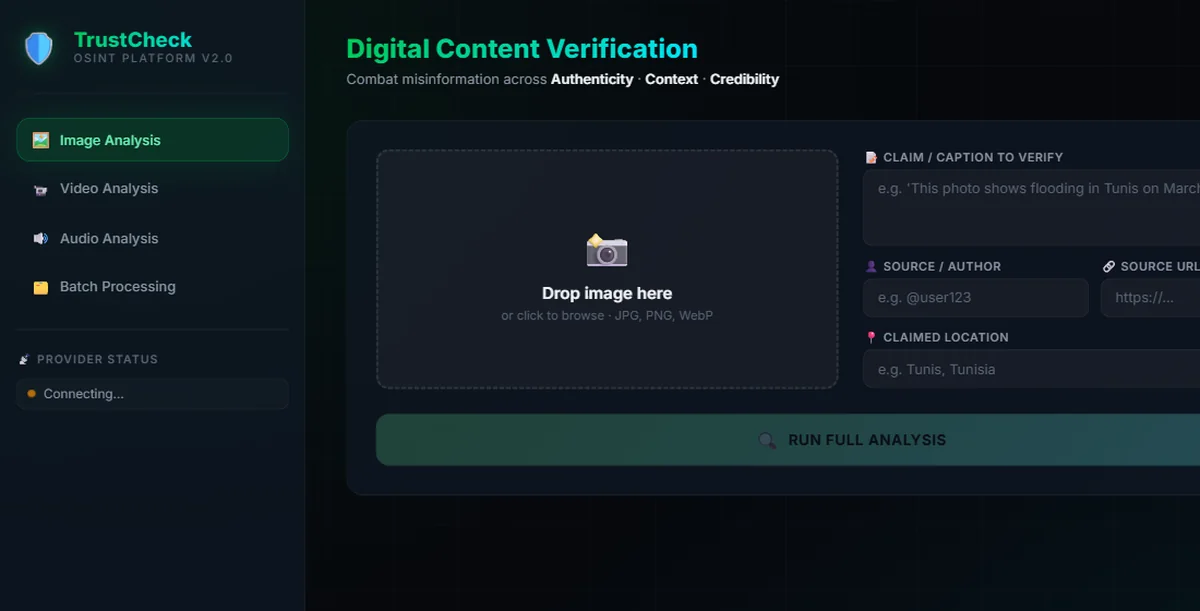 TrustCheck
OSINT PLATFORM V2.0
Image Analysis
Video Analysis
Audio Analysis
Batch Processing
PROVIDER STATUS
Connecting...
Digital Content Verification
Combat misinformation across Authenticity · Context · Credibility
Drop image here
or click to browse · JPG, PNG, WebP
CLAIM / CAPTION TO VERIFY
e.g. 'This photo shows flooding in Tunis on March
SOURCE / AUTHOR
e.g. @user123
SOURCE URL
https://...
CLAIMED LOCATION
e.g. Tunis, Tunisia
RUN FULL ANALYSIS